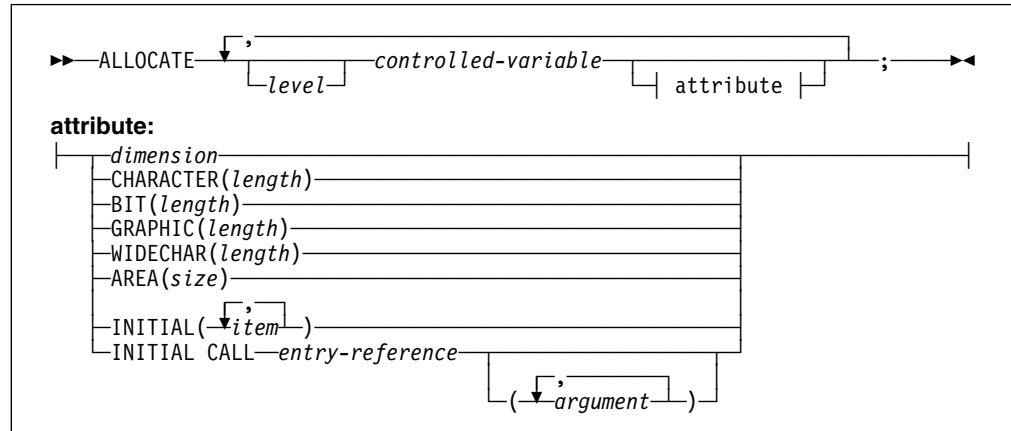 ,
ALLOCATE controlled-variable ;
level attribute
attribute:
dimension
CHARACTER(length)
BIT(length)
GRAPHIC(length)
WIDECHAR(length)
AREA(size)
,
INITIAL( item )
INITIAL CALL entry-reference
,
( argument )